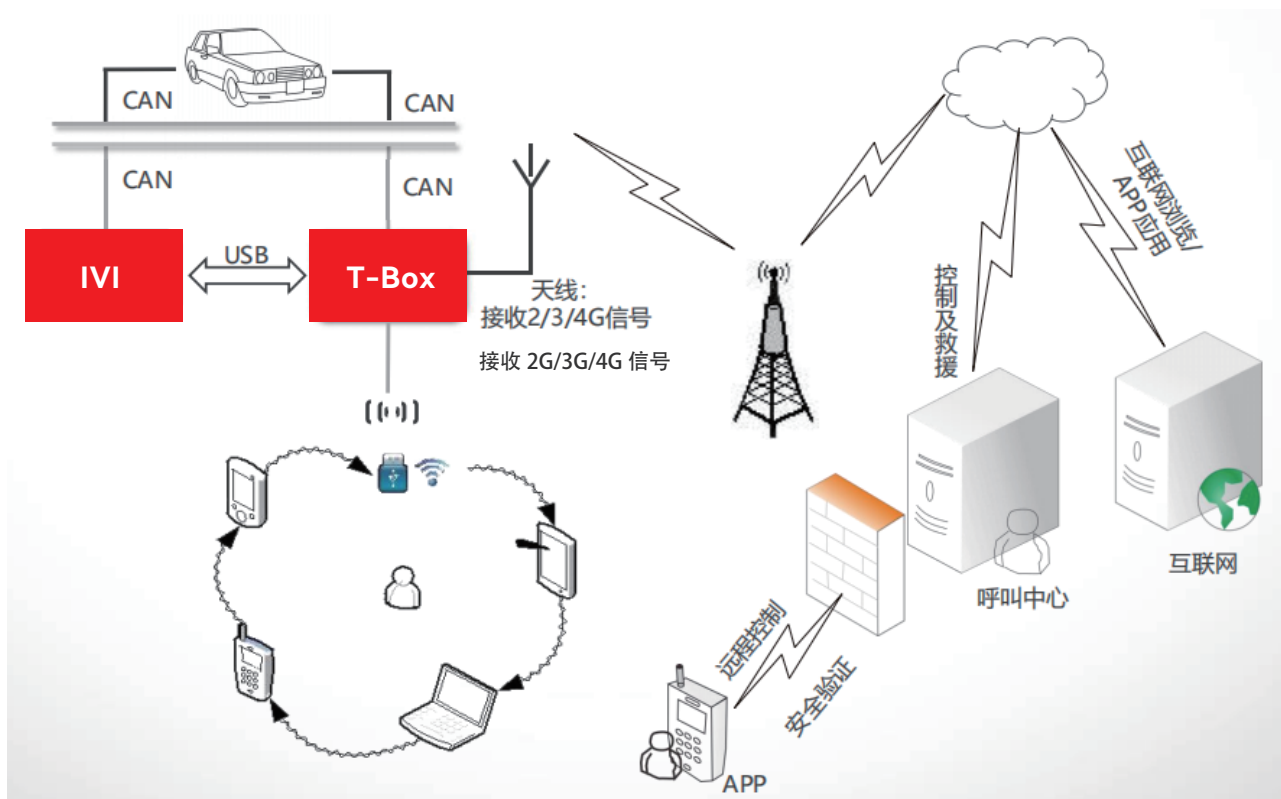 CAN
CAN
CAN
CAN
IVI
USB
T-Box
天线：
接收2/3/4G信号
接收 2G/3G/4G 信号
互联网浏览/
APP应用
控制及救援
互联网
呼叫中心
远程控制
安全验证
APP